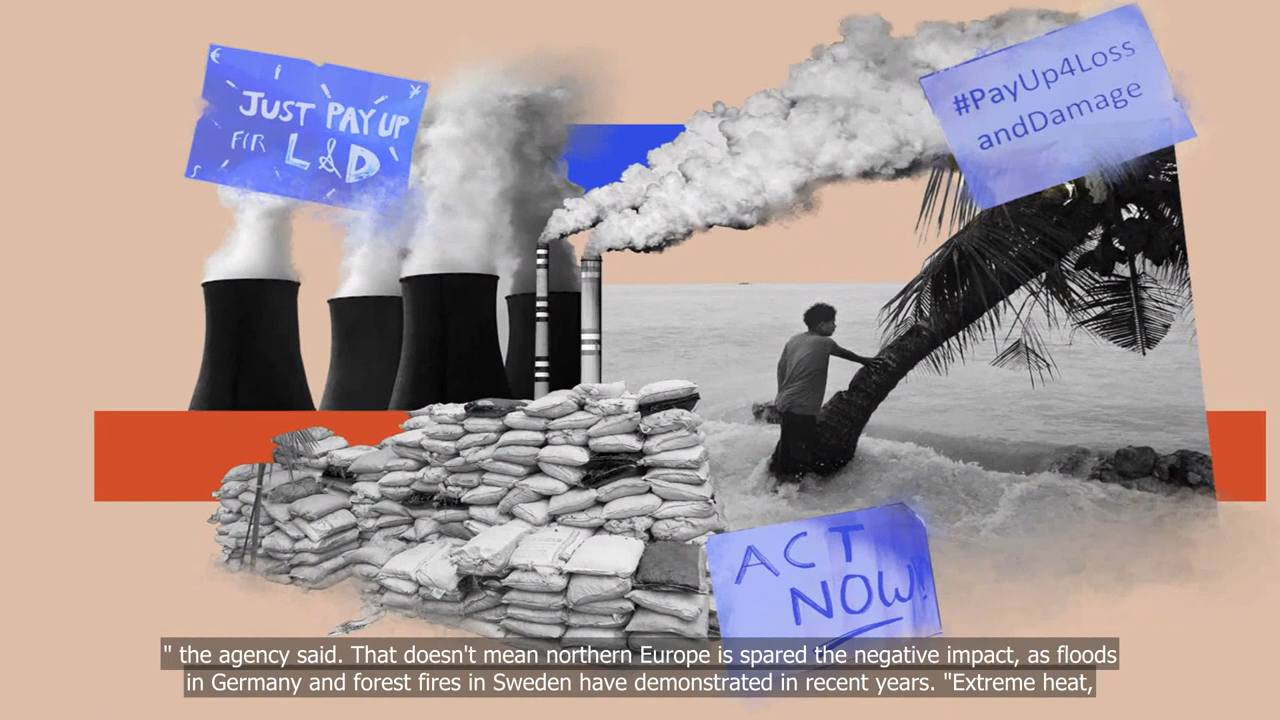 JUST PAY UP
FIR L&D
#PayUp4Loss
andDamage
ACT
NOW!
" the agency said. That doesn't mean northern Europe is spared the negative impact, as floods
in Germany and forest fires in Sweden have demonstrated in recent years. "Extreme heat,